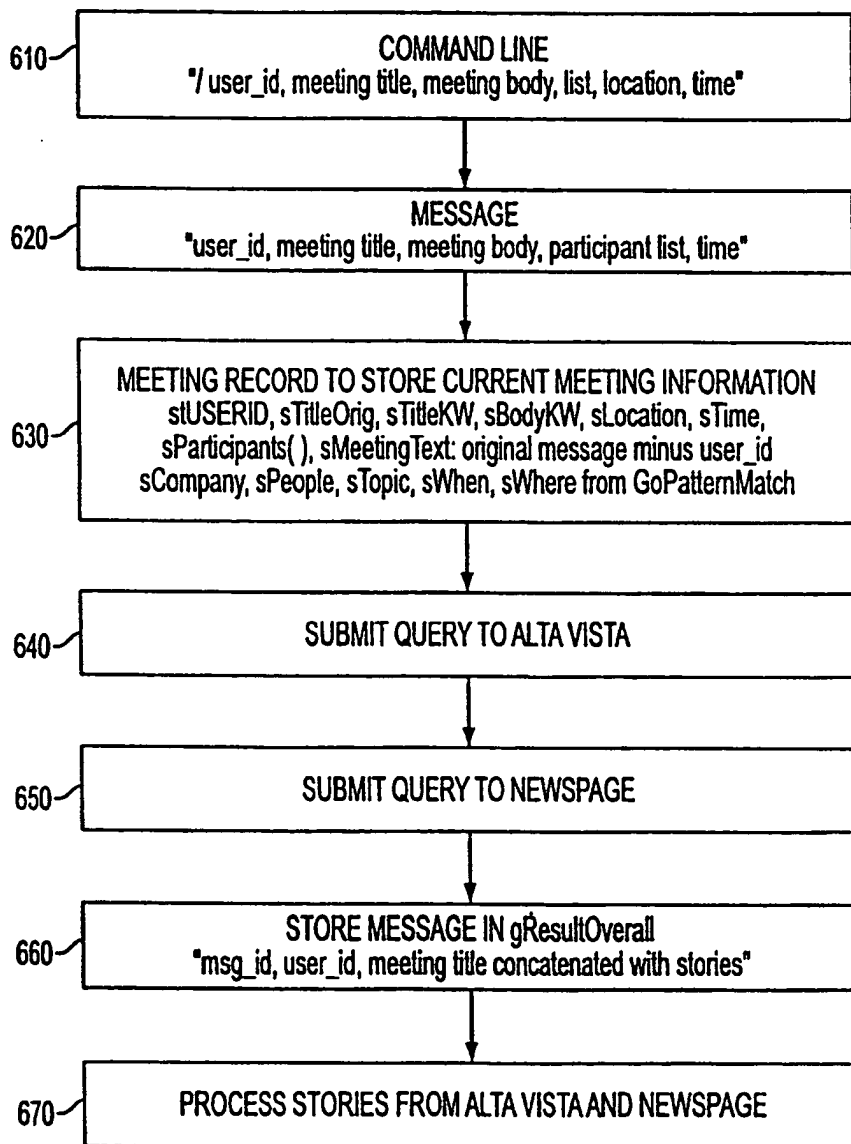 610
COMMAND LINE
"/ user_id, meeting title, meeting body, list, location, time"
620
MESSAGE
"user_id, meeting title, meeting body, participant list, time"
630
MEETING RECORD TO STORE CURRENT MEETING INFORMATION
stUSERID, sTitleOrig, sTitleKW, sBodyKW, sLocation, sTime,
sParticipants( ), sMeetingText: original message minus user_id
sCompany, sPeople, sTopic, sWhen, sWhere from GoPatternMatch
640
SUBMIT QUERY TO ALTA VISTA
650
SUBMIT QUERY TO NEWSPAGE
660
STORE MESSAGE IN gResultOverall
"msg_id, user_id, meeting title concatenated with stories"
670
PROCESS STORIES FROM ALTA VISTA AND NEWSPAGE